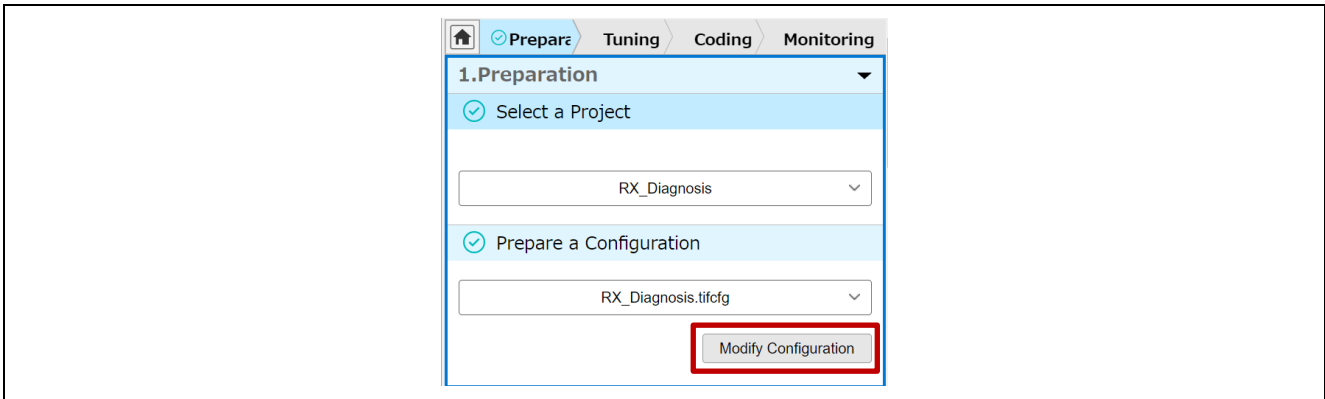 Prepara Tuning Coding Monitoring
1.Preparation
Select a Project
RX_Diagnosis
Prepare a Configuration
RX_Diagnosis.tifcfg
Modify Configuration